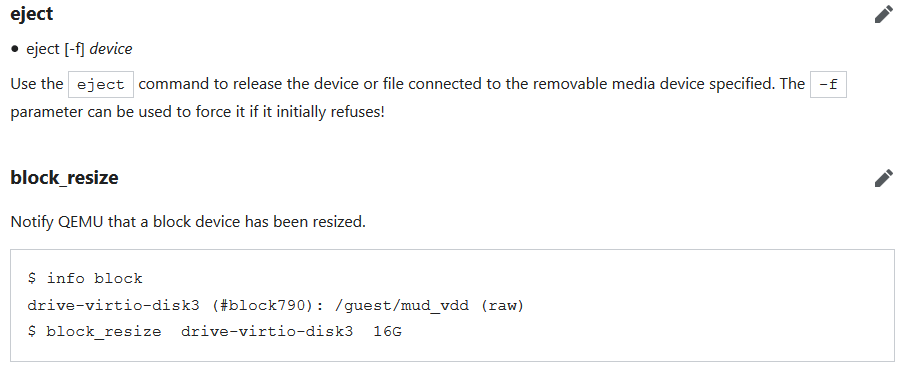 eject
● eject [-f] device
Use the eject command to release the device or file connected to the removable media device specified. The -f
parameter can be used to force it if it initially refuses!
block_resize
Notify QEMU that a block device has been resized.
$ info block
drive-virtio-disk3 (#block790): /guest/mud_vdd (raw)
$ block_resize  drive-virtio-disk3  16G